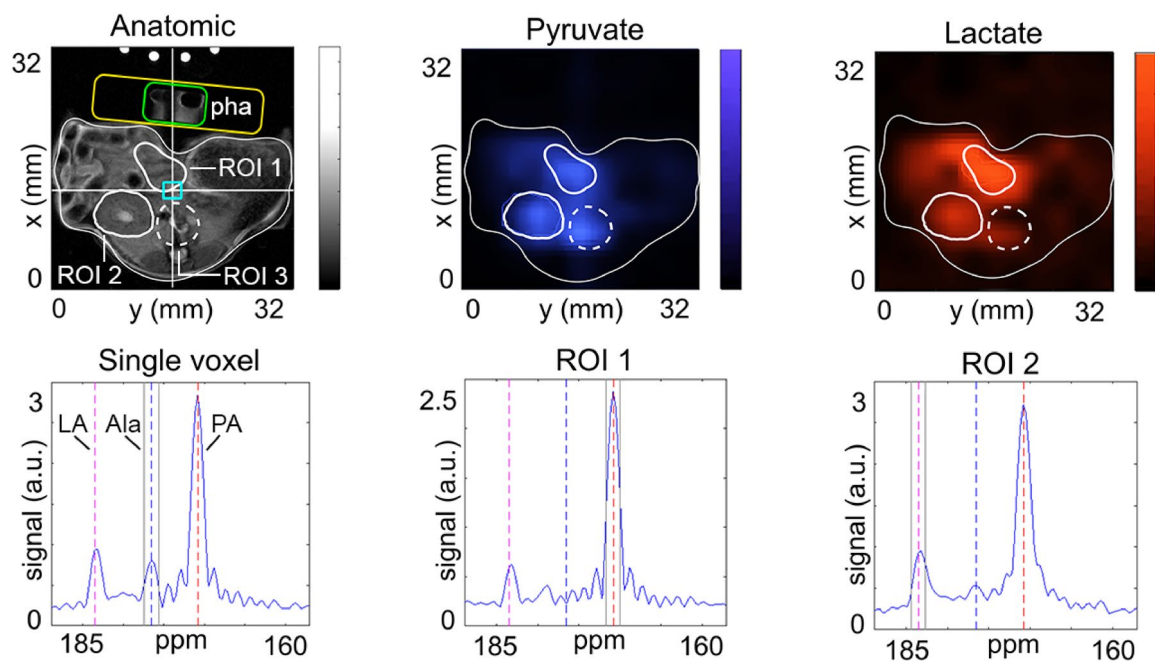 Anatomic
32
x (mm)
0
pha
ROI 1
ROI 2
ROI 3
0
y (mm)
32
Pyruvate
32
x (mm)
0
0
y (mm)
32
Lactate
32
x (mm)
0
0
y (mm)
32
Single voxel
3
signal (a.u.)
0
LA
Ala
PA
185
ppm
160
ROI 1
2.5
signal (a.u.)
0
185
ppm
160
ROI 2
3
signal (a.u.)
0
185
ppm
160